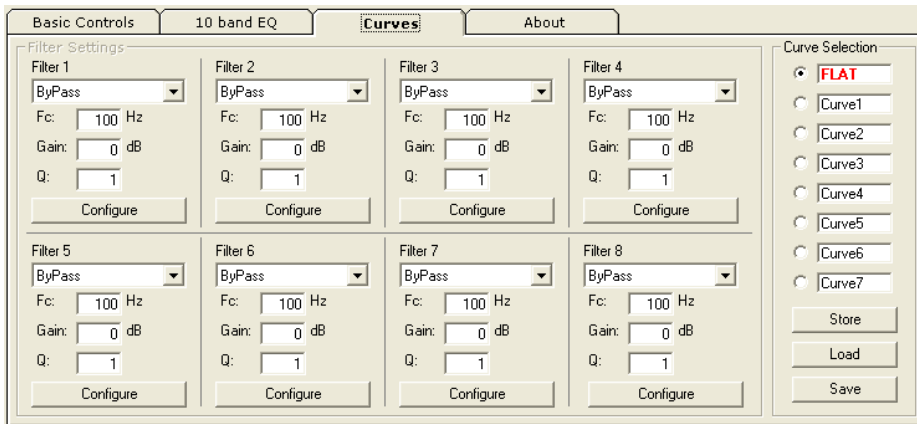 Basic Controls 10 band EQ Curves About
Filter Settings
Filter 1 Filter 2 Filter 3 Filter 4
ByPass ByPass ByPass ByPass
Fc: 100 Hz Fc: 100 Hz Fc: 100 Hz Fc: 100 Hz
Gain: 0 dB Gain: 0 dB Gain: 0 dB Gain: 0 dB
Q: 1 Q: 1 Q: 1 Q: 1
Configure Configure Configure Configure
Filter 5 Filter 6 Filter 7 Filter 8
ByPass ByPass ByPass ByPass
Fc: 100 Hz Fc: 100 Hz Fc: 100 Hz Fc: 100 Hz
Gain: 0 dB Gain: 0 dB Gain: 0 dB Gain: 0 dB
Q: 1 Q: 1 Q: 1 Q: 1
Configure Configure Configure Configure
Curve Selection
FLAT
Curve1
Curve2
Curve3
Curve4
Curve5
Curve6
Curve7
Store
Load
Save